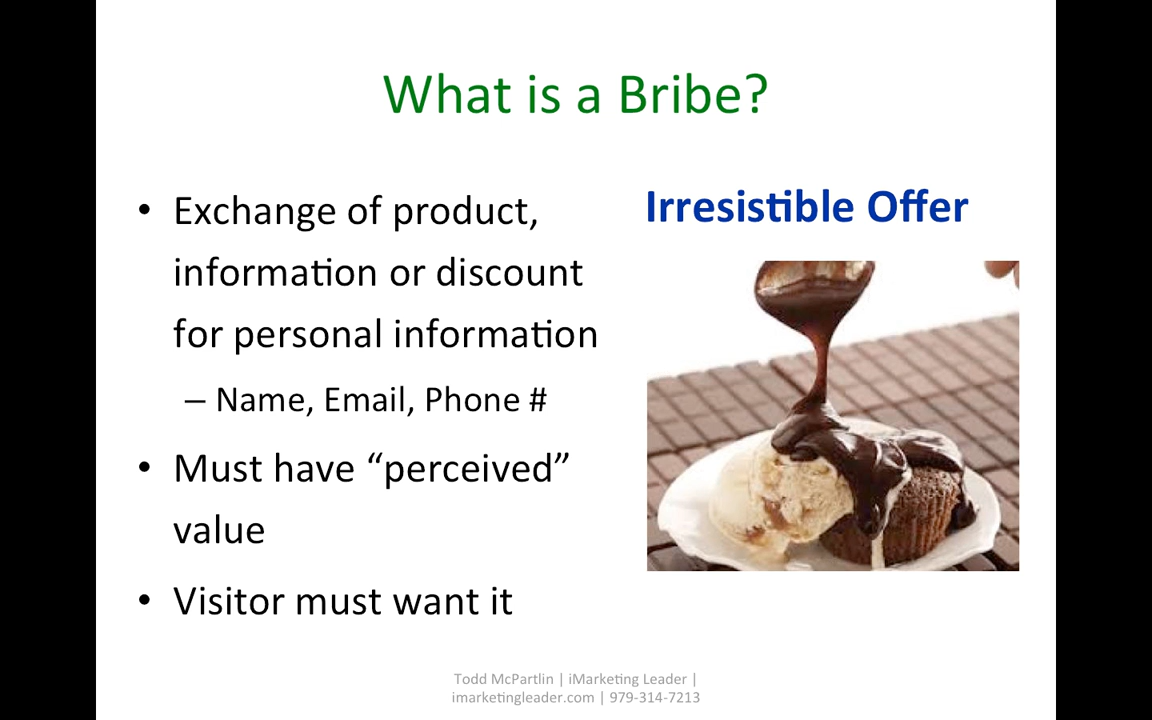 What is a Bribe?
• Exchange of product,
information or discount
for personal information
– Name, Email, Phone #
• Must have “perceived”
value
• Visitor must want it
Irresistible Offer
Todd McPartlin | iMarketing Leader |
imarketingleader.com | 979-314-7213